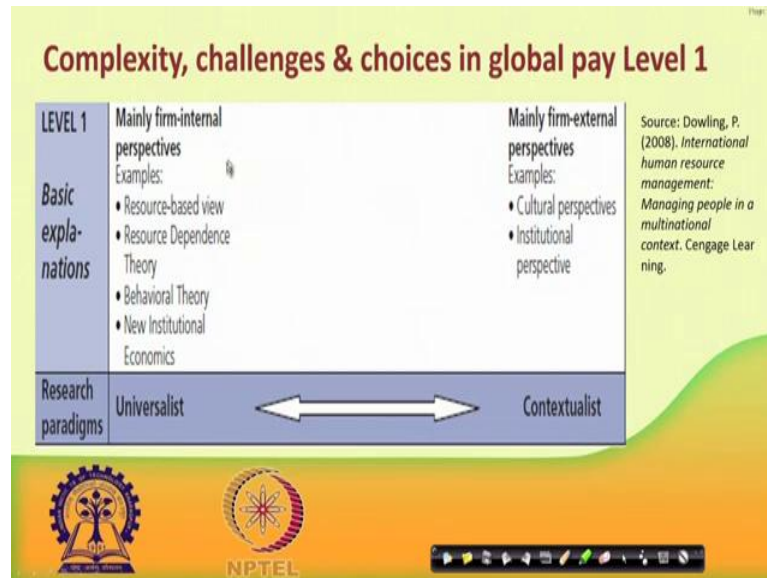 Complexity, challenges & choices in global pay Level 1
LEVEL 1
Basic
expla-
nations
Mainly firm-internal
perspectives
Examples:
• Resource-based view
• Resource Dependence
Theory
• Behavioral Theory
• New Institutional
Economics
Mainly firm-external
perspectives
Examples:
• Cultural perspectives
• Institutional
perspective
Research
paradigms
Universalist
Contextualist
Source: Dowling, P.
(2008). International
human resource
management:
Managing people in a
multinational
context. Cengage Lear
ning.
NPTEL